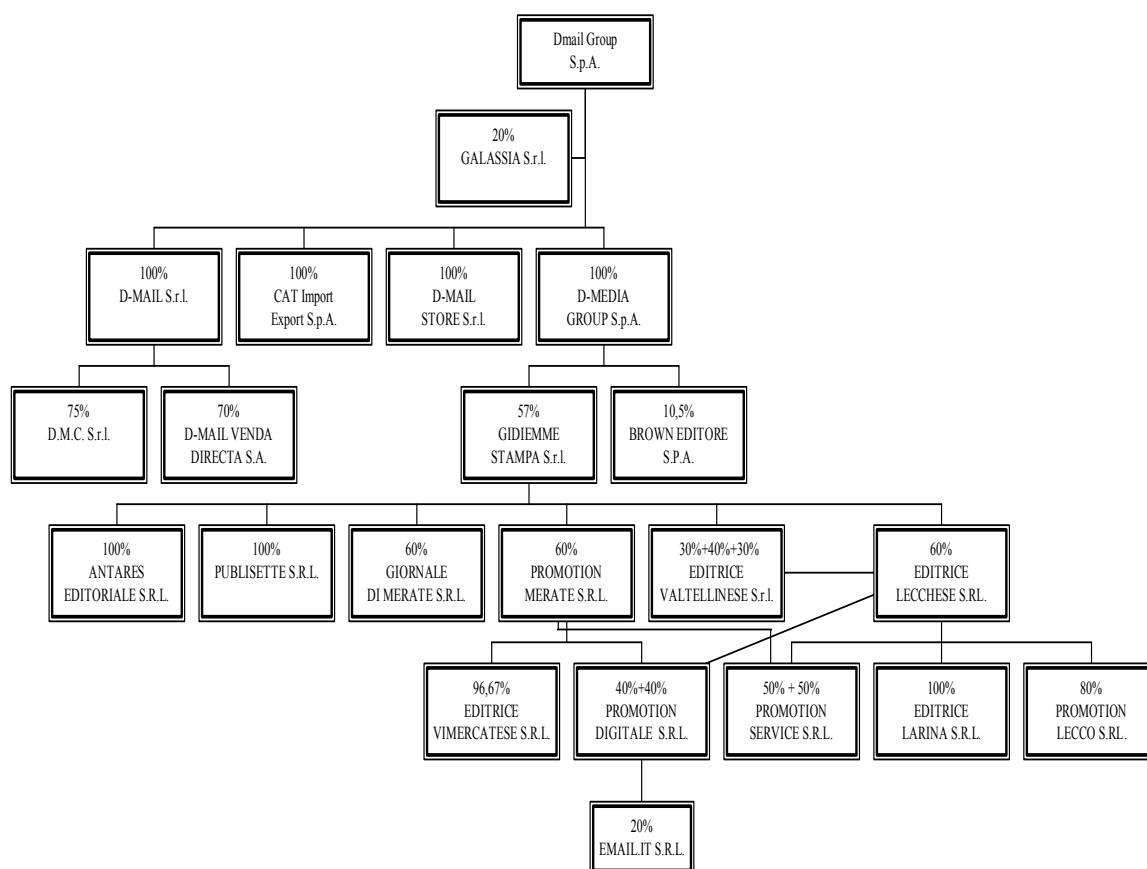 Dmail Group
S.p.A.
20%
GALASSIA S.r.l.
100%
D-MAIL S.r.l.
100%
CAT Import
Export S.p.A.
100%
D-MAIL
STORE S.r.l.
100%
D-MEDIA
GROUP S.p.A.
75%
D.M.C. S.r.l.
70%
D-MAIL VENDA
DIRECTA S.A.
57%
GIDIEMME
STAMPA S.r.l.
10,5%
BROWN EDITORE
S.P.A.
100%
ANTARES
EDITORIALE S.R.L.
100%
PUBLISETTE S.R.L.
60%
GIORNALE
DI MERATE S.R.L.
60%
PROMOTION
MERATE S.R.L.
30%+40%+30%
EDITRICE
VALTELLINESE S.r.l.
60%
EDITRICE
LECCHESE S.RL.
96,67%
EDITRICE
VIMERCATESE S.R.L.
40%+40%
PROMOTION
DIGITALE S.R.L.
50% + 50%
PROMOTION
SERVICE S.R.L.
100%
EDITRICE
LARINA S.R.L.
80%
PROMOTION
LECCO S.RL.
20%
EMAIL.IT S.R.L.